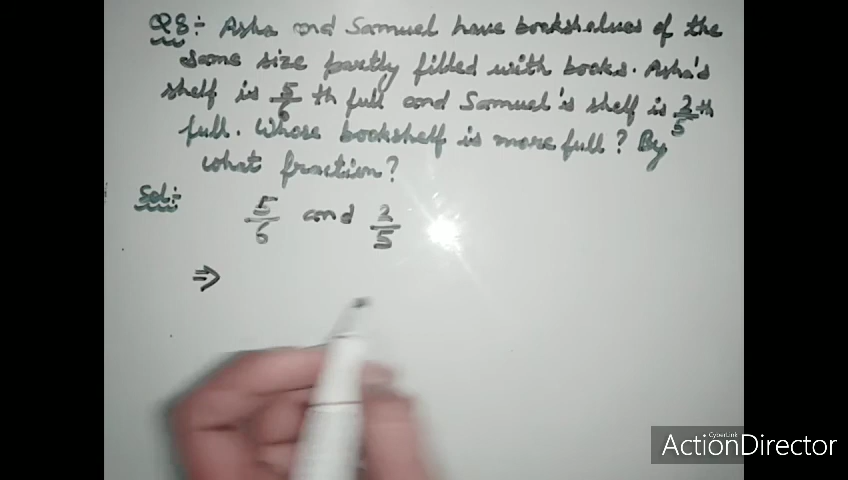 Q8:- Asha and Samuel have bookshelves of the
same size partly filled with books. Asha's
shelf is 5/6 th full and Samuel's shelf is 2/5 th
full. Whose bookshelf is more full? By
what fraction?
Sol:-
5/6 and 2/5
⇒
CyberLink
ActionDirector